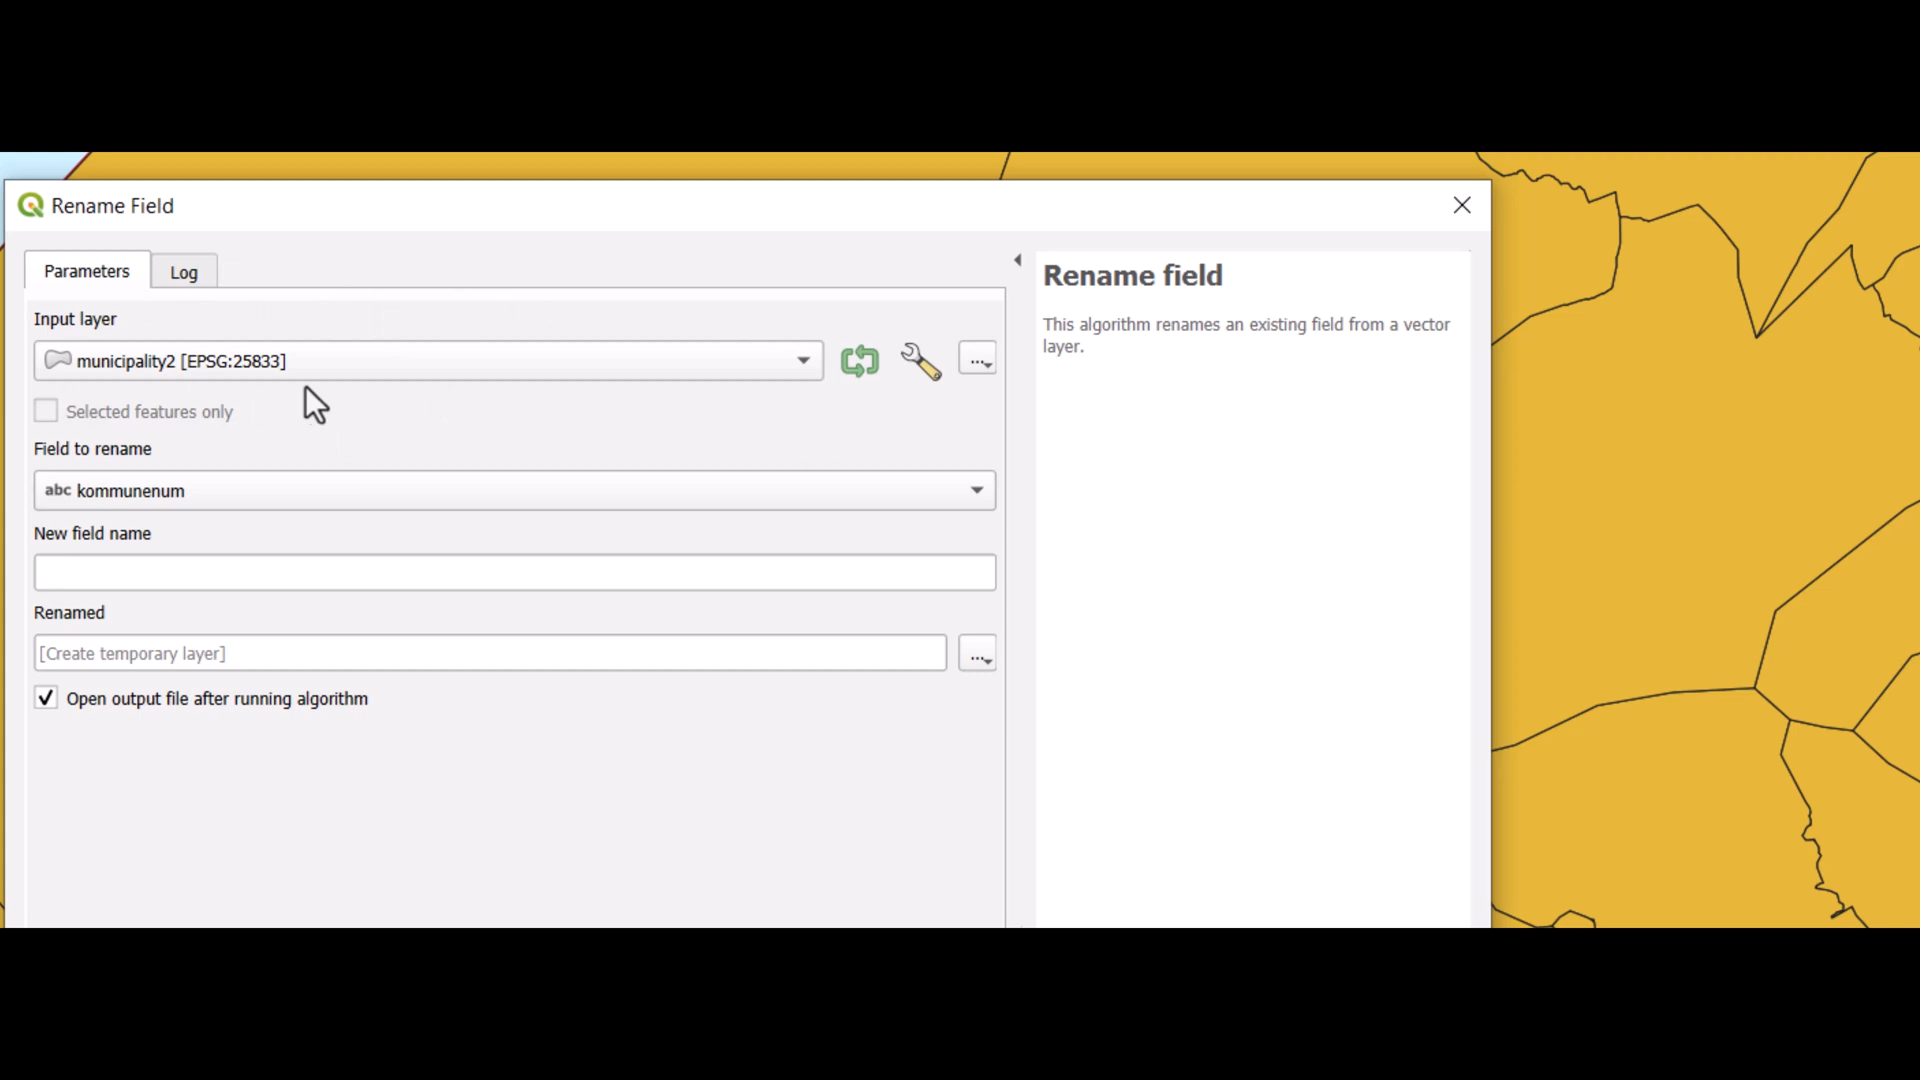 Rename Field
Parameters
Log
Input layer
municipality2 [EPSG:25833]
...
Selected features only
Field to rename
abc kommunenum
New field name
Renamed
[Create temporary layer]
...
Open output file after running algorithm
Rename field
This algorithm renames an existing field from a vector
layer.